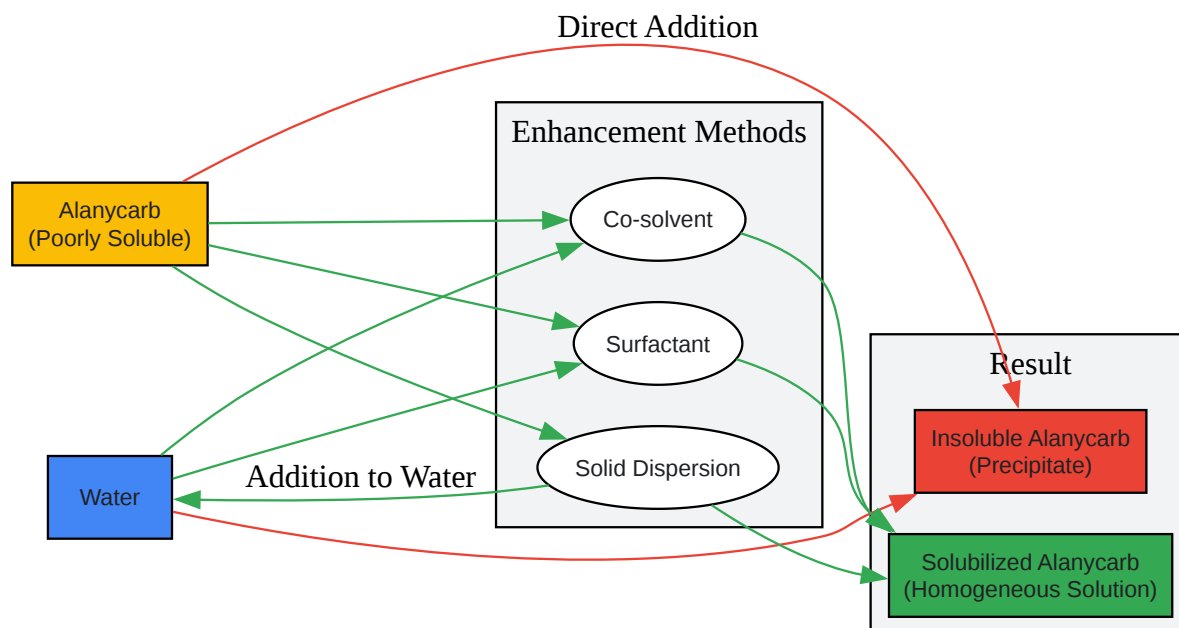 Direct Addition
Enhancement Methods
Alanycarb
(Poorly Soluble)
Co-solvent
Surfactant
Result
Insoluble Alanycarb
(Precipitate)
Solid Dispersion
Addition to Water
Water
Solubilized Alanycarb
(Homogeneous Solution)